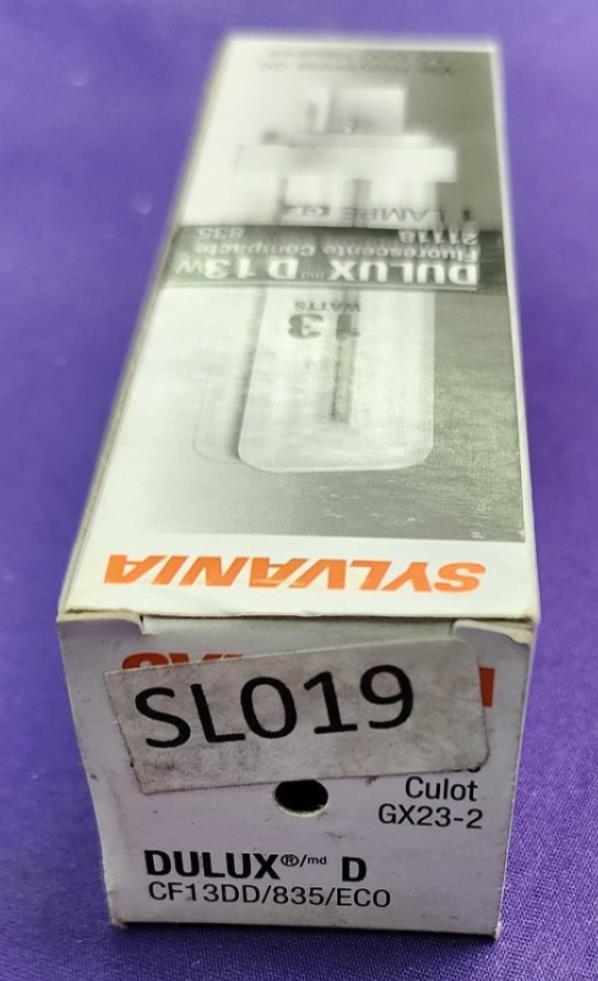 1 LAMPE
21118
835
Fluorescente Compacte
DULUX md D 13W
WATTS
13
SYLVANIA
SL019
Culot
GX23-2
DULUX®/md D
CF13DD/835/ECO